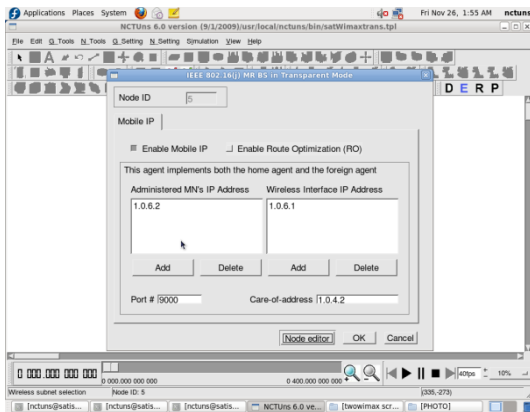 Applications Places System
Fri Nov 26, 1:55 AM nctuns
NCTUns 6.0 version (9/1/2009)/usr/local/nctuns/bin/satWimaxtrans.tpl
File Edit G_Tools N_Tools G_Setting N_Setting Simulation View Help
D E R P
IEEE 802.16(j) MR BS in Transparent Mode
Node ID 5
Mobile IP
Enable Mobile IP Enable Route Optimization (RO)
This agent implements both the home agent and the foreign agent
Administered MN's IP Address Wireless Interface IP Address
1.0.6.2 1.0.6.1
Add Delete Add Delete
Port # 9000 Care-of-address 1.0.4.2
Node editor OK Cancel
0 000 000 000 000
0 000.000 000 000 0 400.000 000 000
40fps 10%
Wireless subnet selection Node ID: 5 (335,-273)
[nctuns@satis... [nctuns@satis... [nctuns@satis... NCTUns 6.0 ve... [twowimax scr... [PHOTO]